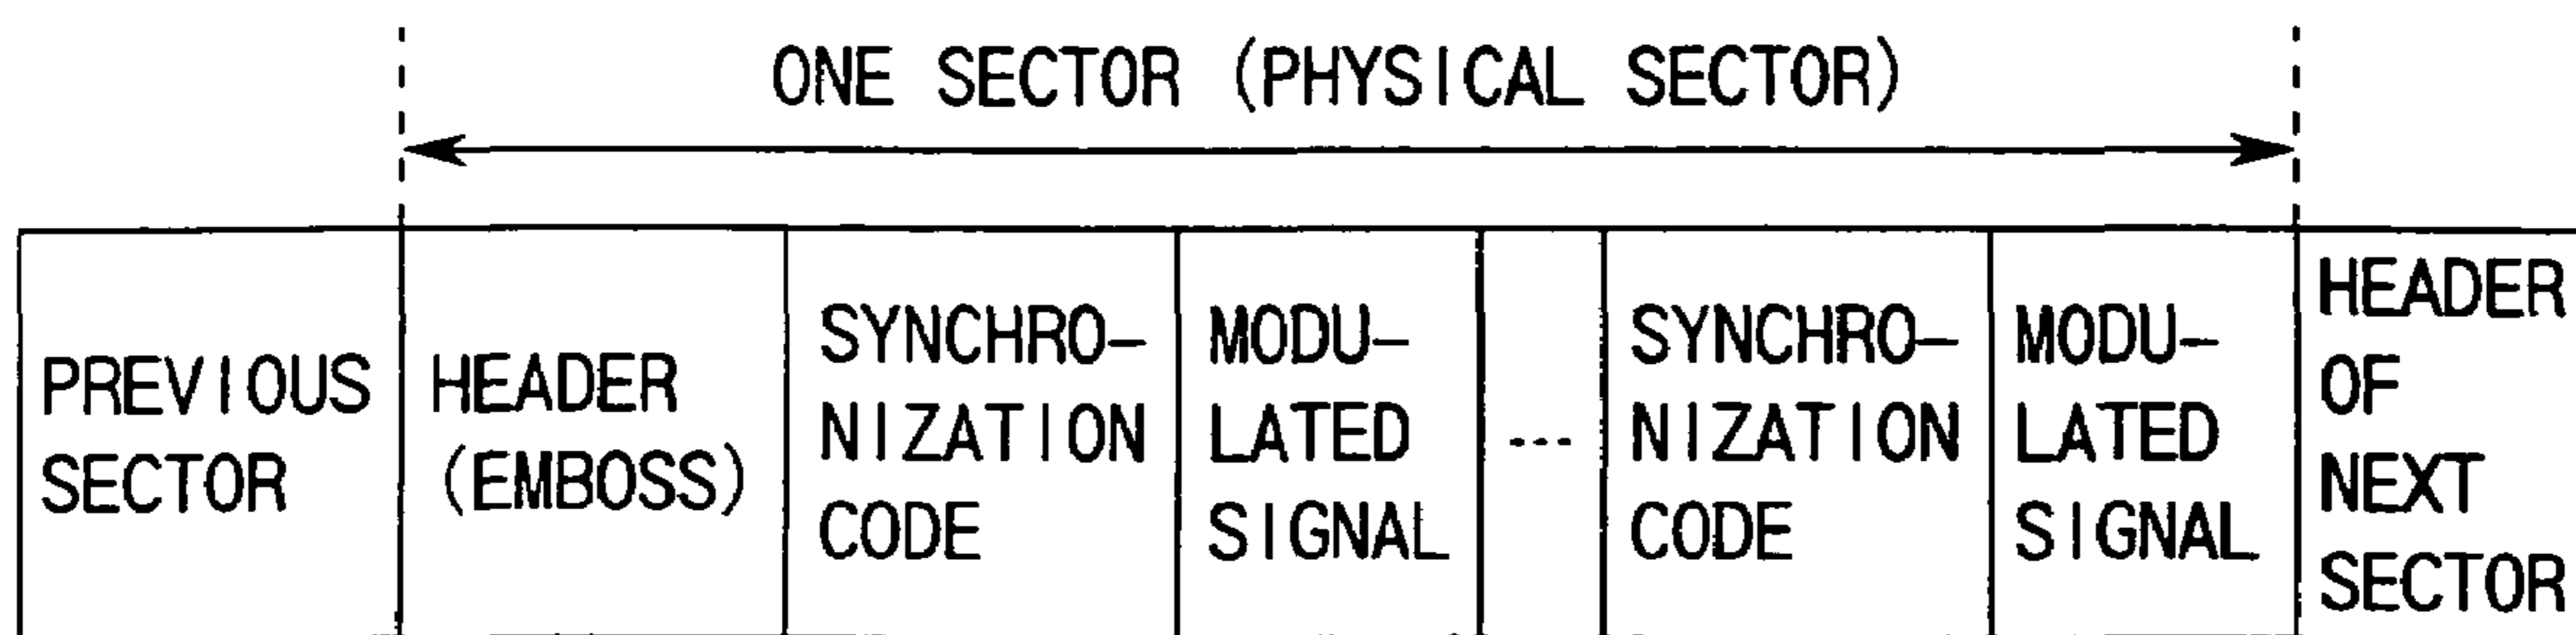 ONE SECTOR (PHYSICAL SECTOR)
PREVIOUS
SECTOR
HEADER
(EMBOSS)
SYNCHRO-
NIZATION
CODE
MODU-
LATED
SIGNAL
...
SYNCHRO-
NIZATION
CODE
MODU-
LATED
SIGNAL
HEADER
OF
NEXT
SECTOR